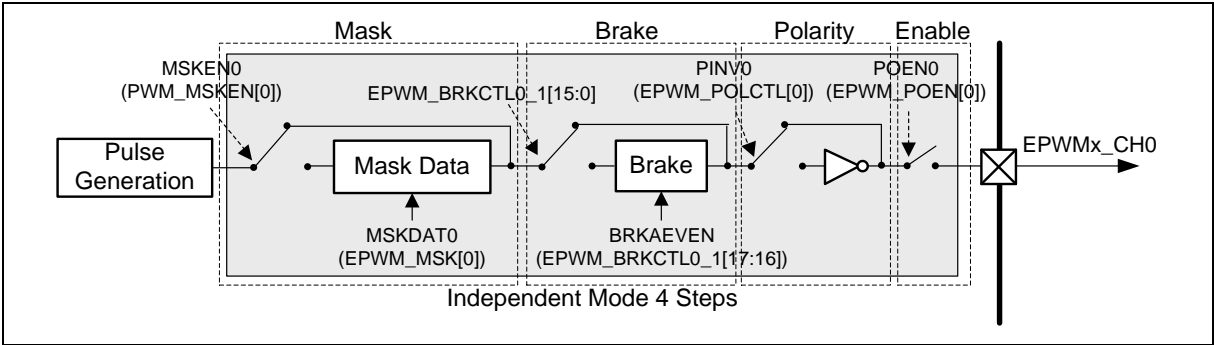 Mask
Brake
Polarity
Enable
MSKEN0
(PWM_MSKEN[0])
EPWM_BRKCTL0_1[15:0]
PINV0
(EPWM_POLCTL[0])
POEN0
(EPWM_POEN[0])
Pulse
Generation
Mask Data
Brake
EPWMx_CH0
MSKDAT0
(EPWM_MSK[0])
BRKAEVEN
(EPWM_BRKCTL0_1[17:16])
Independent Mode 4 Steps